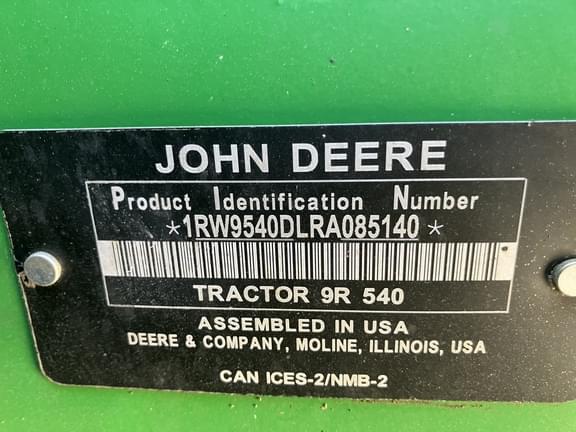 JOHN DEERE
Product Identification Number
*1RW9540DLRA085140*
TRACTOR 9R 540
ASSEMBLED IN USA
DEERE & COMPANY, MOLINE, ILLINOIS, USA
CAN ICES-2/NMB-2